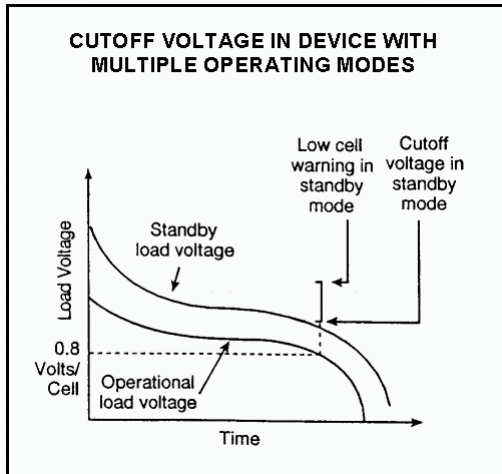 CUTOFF VOLTAGE IN DEVICE WITH
MULTIPLE OPERATING MODES
Low cell
warning in
standby
mode
Cutoff
voltage in
standby
mode
Load Voltage
Standby
load voltage
0.8
Volts/
Cell
Operational
load voltage
Time